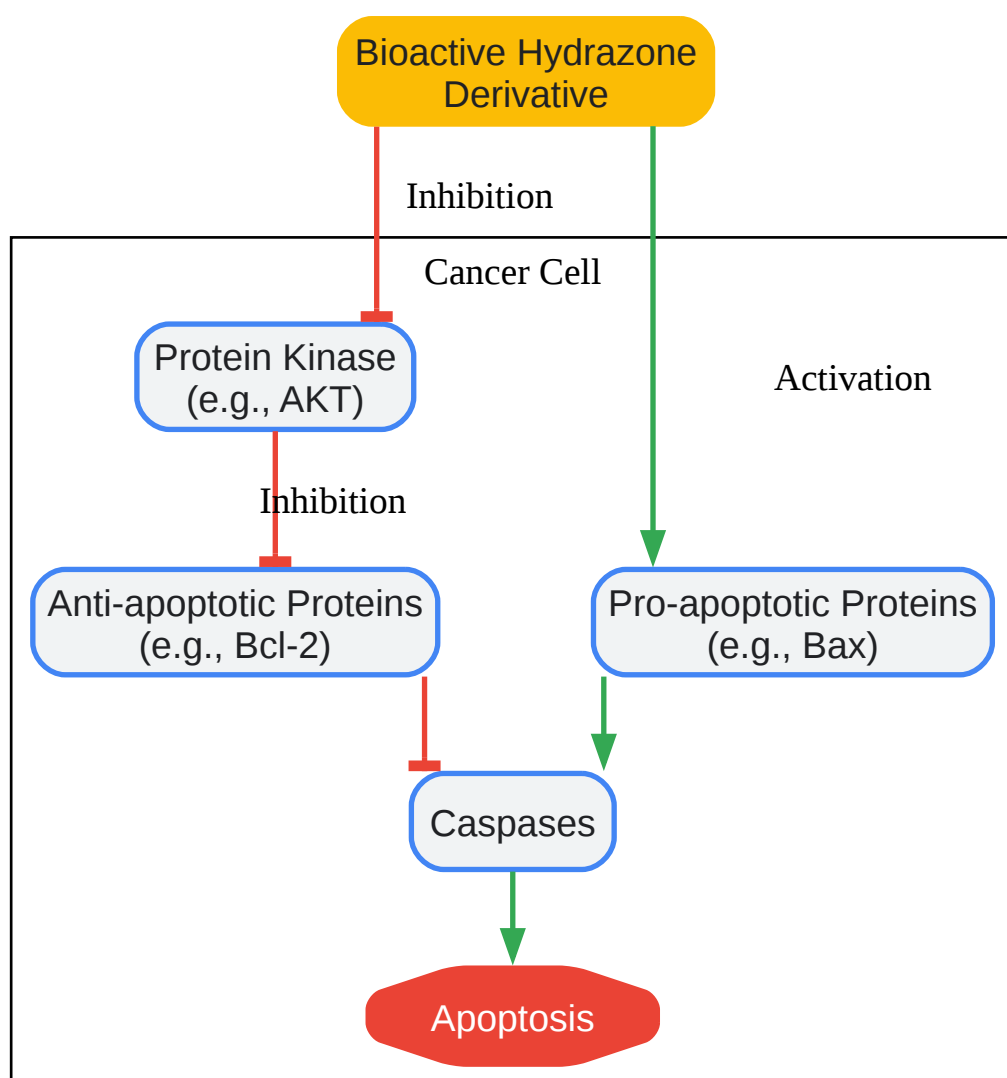 Bioactive Hydrazone
Derivative
Inhibition
Cancer Cell
Protein Kinase
(e.g., AKT)
Activation
Inhibition
Anti-apoptotic Proteins
(e.g., Bcl-2)
Pro-apoptotic Proteins
(e.g., Bax)
Caspases
Apoptosis